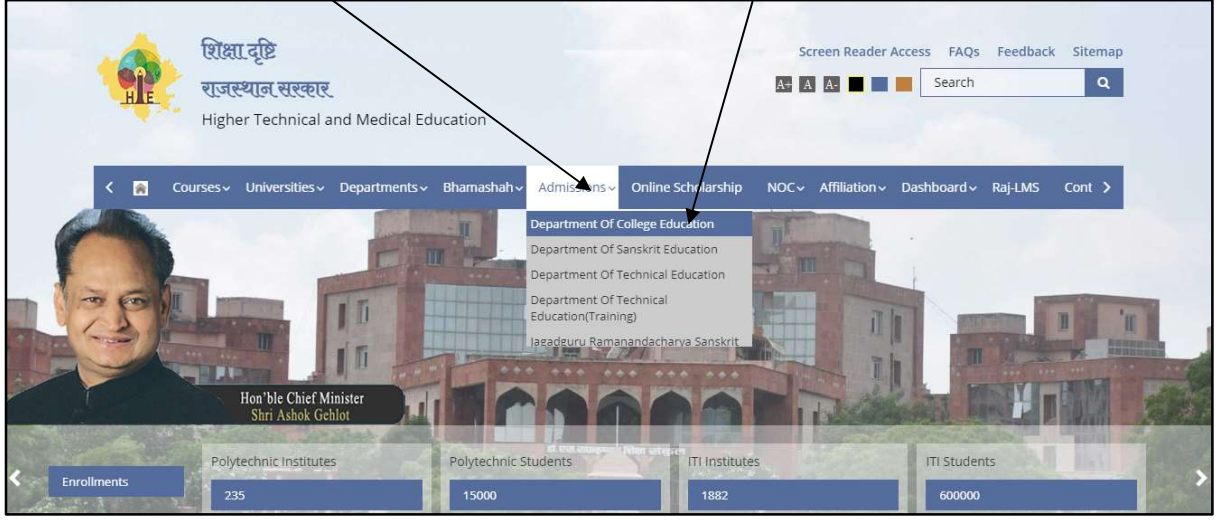 शिक्षा दृष्टि
राजस्थान सरकार
Higher Technical and Medical Education
HTE
Screen Reader Access FAQs Feedback Sitemap
A+ A A- Search
Courses Universities Departments Bhamashah Admissions Online Scholarship NOC Affiliation Dashboard Raj-LMS Cont
Department Of College Education
Department Of Sanskrit Education
Department Of Technical Education
Department Of Technical
Education(Training)
Jagadguru Ramanandacharya Sanskrit
Hon'ble Chief Minister
Shri Ashok Gehlot
Enrollments
Polytechnic Institutes
235
Polytechnic Students
15000
ITI Institutes
1882
ITI Students
600000